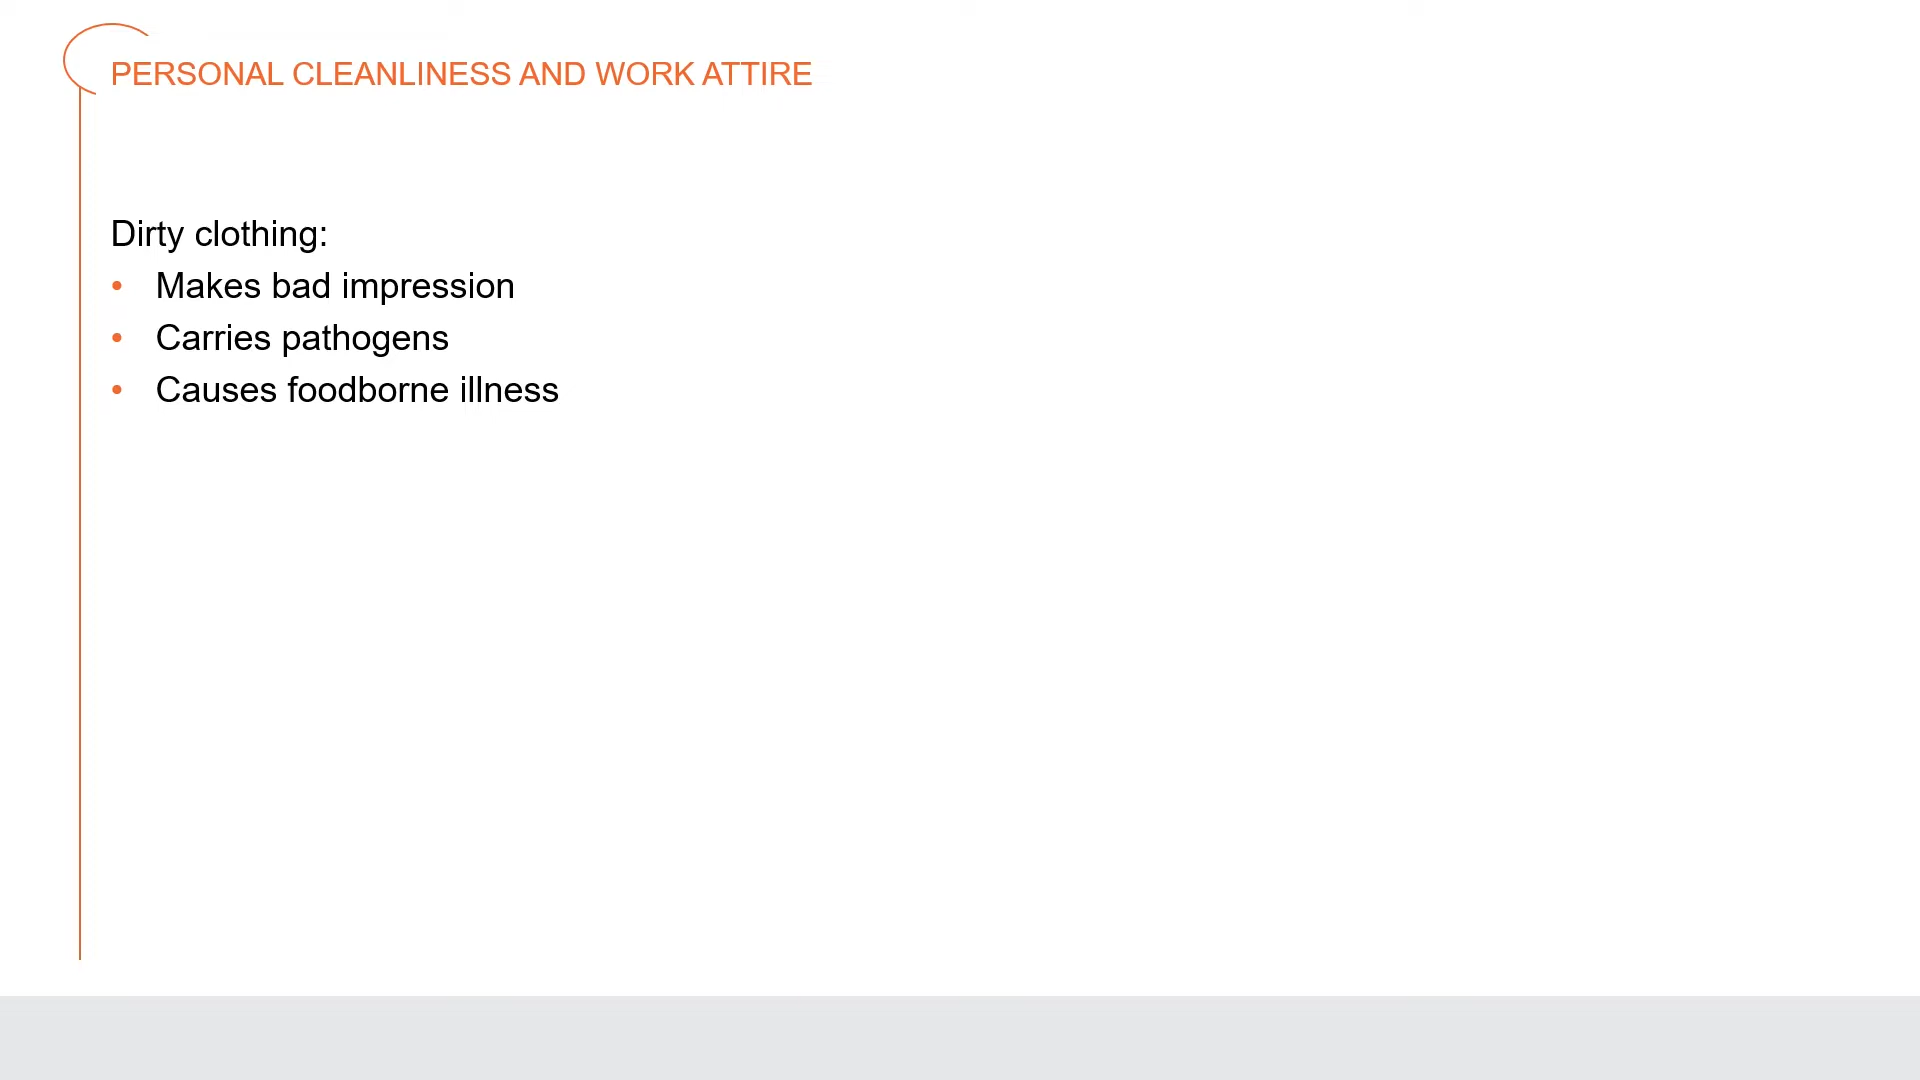 PERSONAL CLEANLINESS AND WORK ATTIRE
Dirty clothing:
• Makes bad impression
• Carries pathogens
• Causes foodborne illness